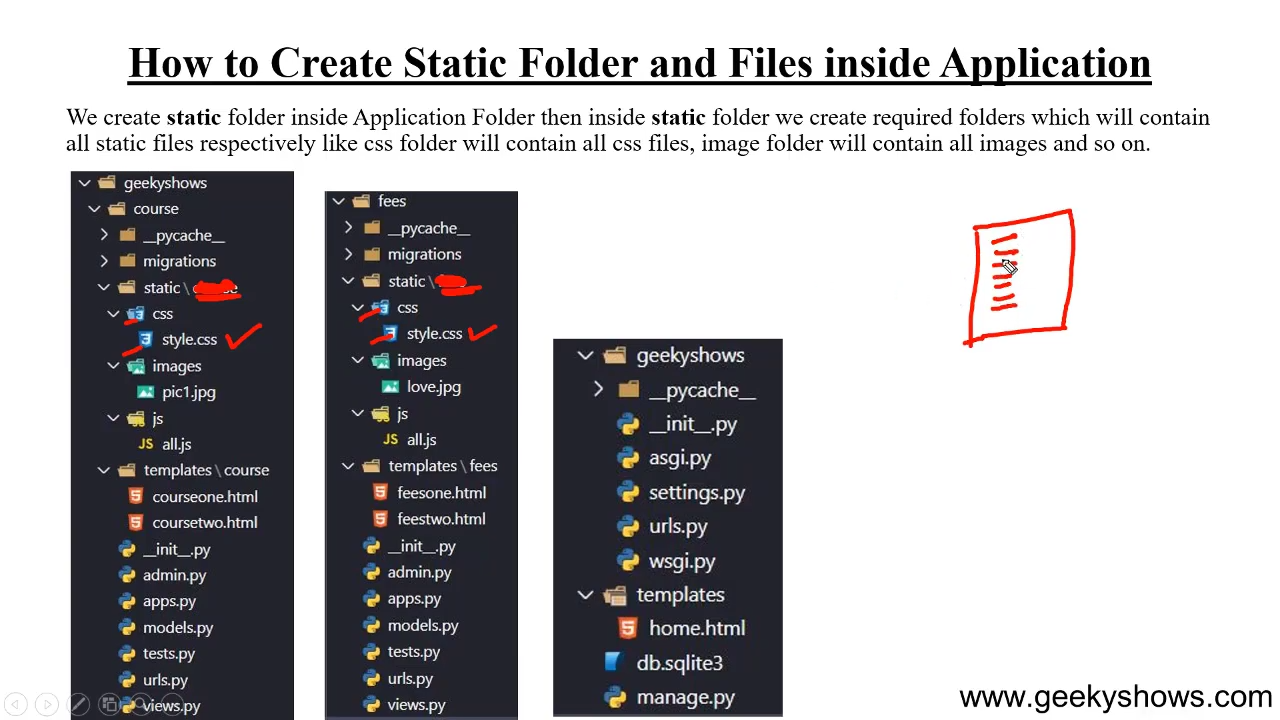 How to Create Static Folder and Files inside Application
We create static folder inside Application Folder then inside static folder we create required folders which will contain
all static files respectively like css folder will contain all css files, image folder will contain all images and so on.
geekyshows
course
__pycache__
migrations
static \
css
style.css
images
pic1.jpg
js
JS all.js
templates \ course
courseone.html
coursetwo.html
__init__.py
admin.py
apps.py
models.py
tests.py
urls.py
views.py
fees
__pycache__
migrations
static \
css
style.css
images
love.jpg
js
JS all.js
templates \ fees
feesone.html
feestwo.html
__init__.py
admin.py
apps.py
models.py
tests.py
urls.py
views.py
geekyshows
__pycache__
__init__.py
asgi.py
settings.py
urls.py
wsgi.py
templates
home.html
db.sqlite3
manage.py
www.geekyshows.com